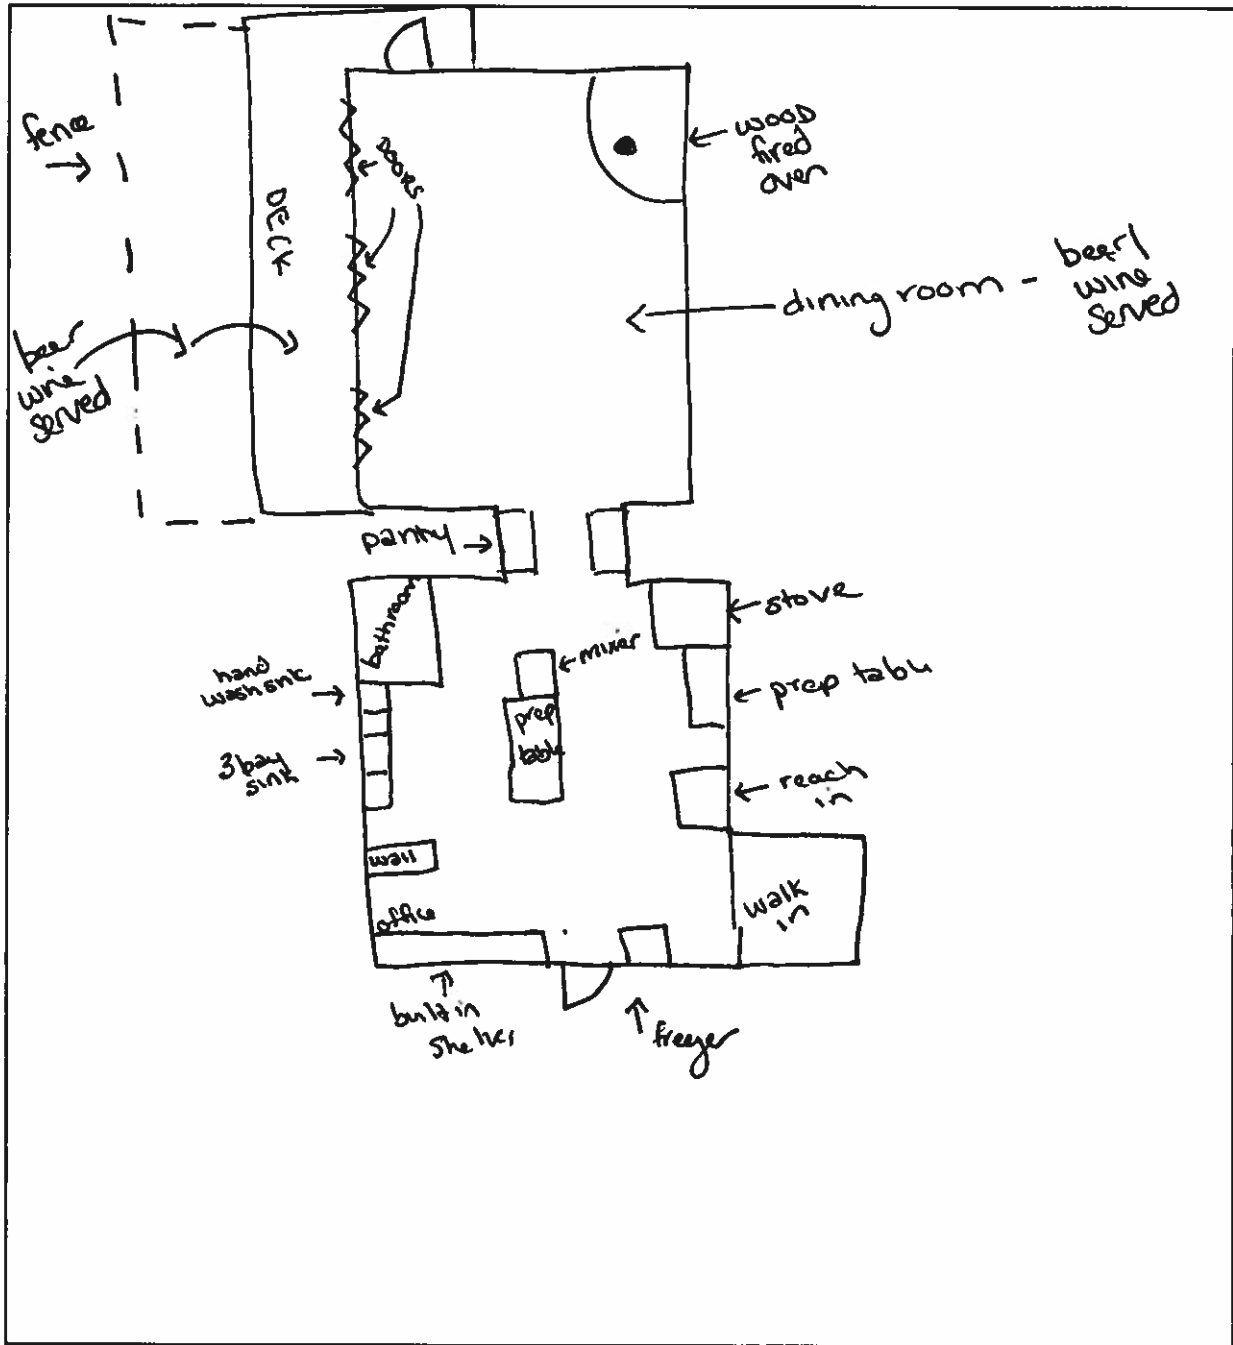 fence
DECK
DOORS
WOOD
fired
oven
dining room -
beer/
wine
served
beer
wine
served
pantry
bathroom
stove
mixer
hand
wash sink
prep table
prep
table
3 bay
sink
reach
in
wall
office
walk
in
built in
shelves
freezer